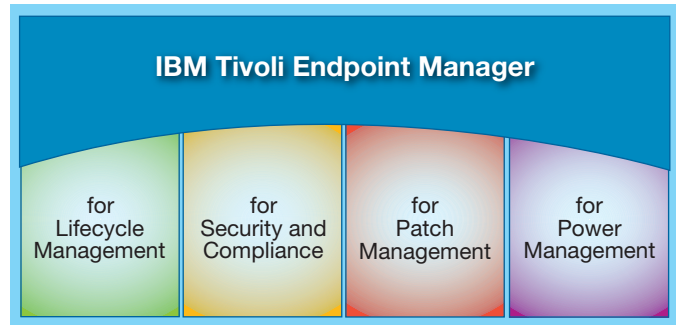 IBM Tivoli Endpoint Manager
for
Lifecycle
Management
for
Security and
Compliance
for
Patch
Management
for
Power
Management